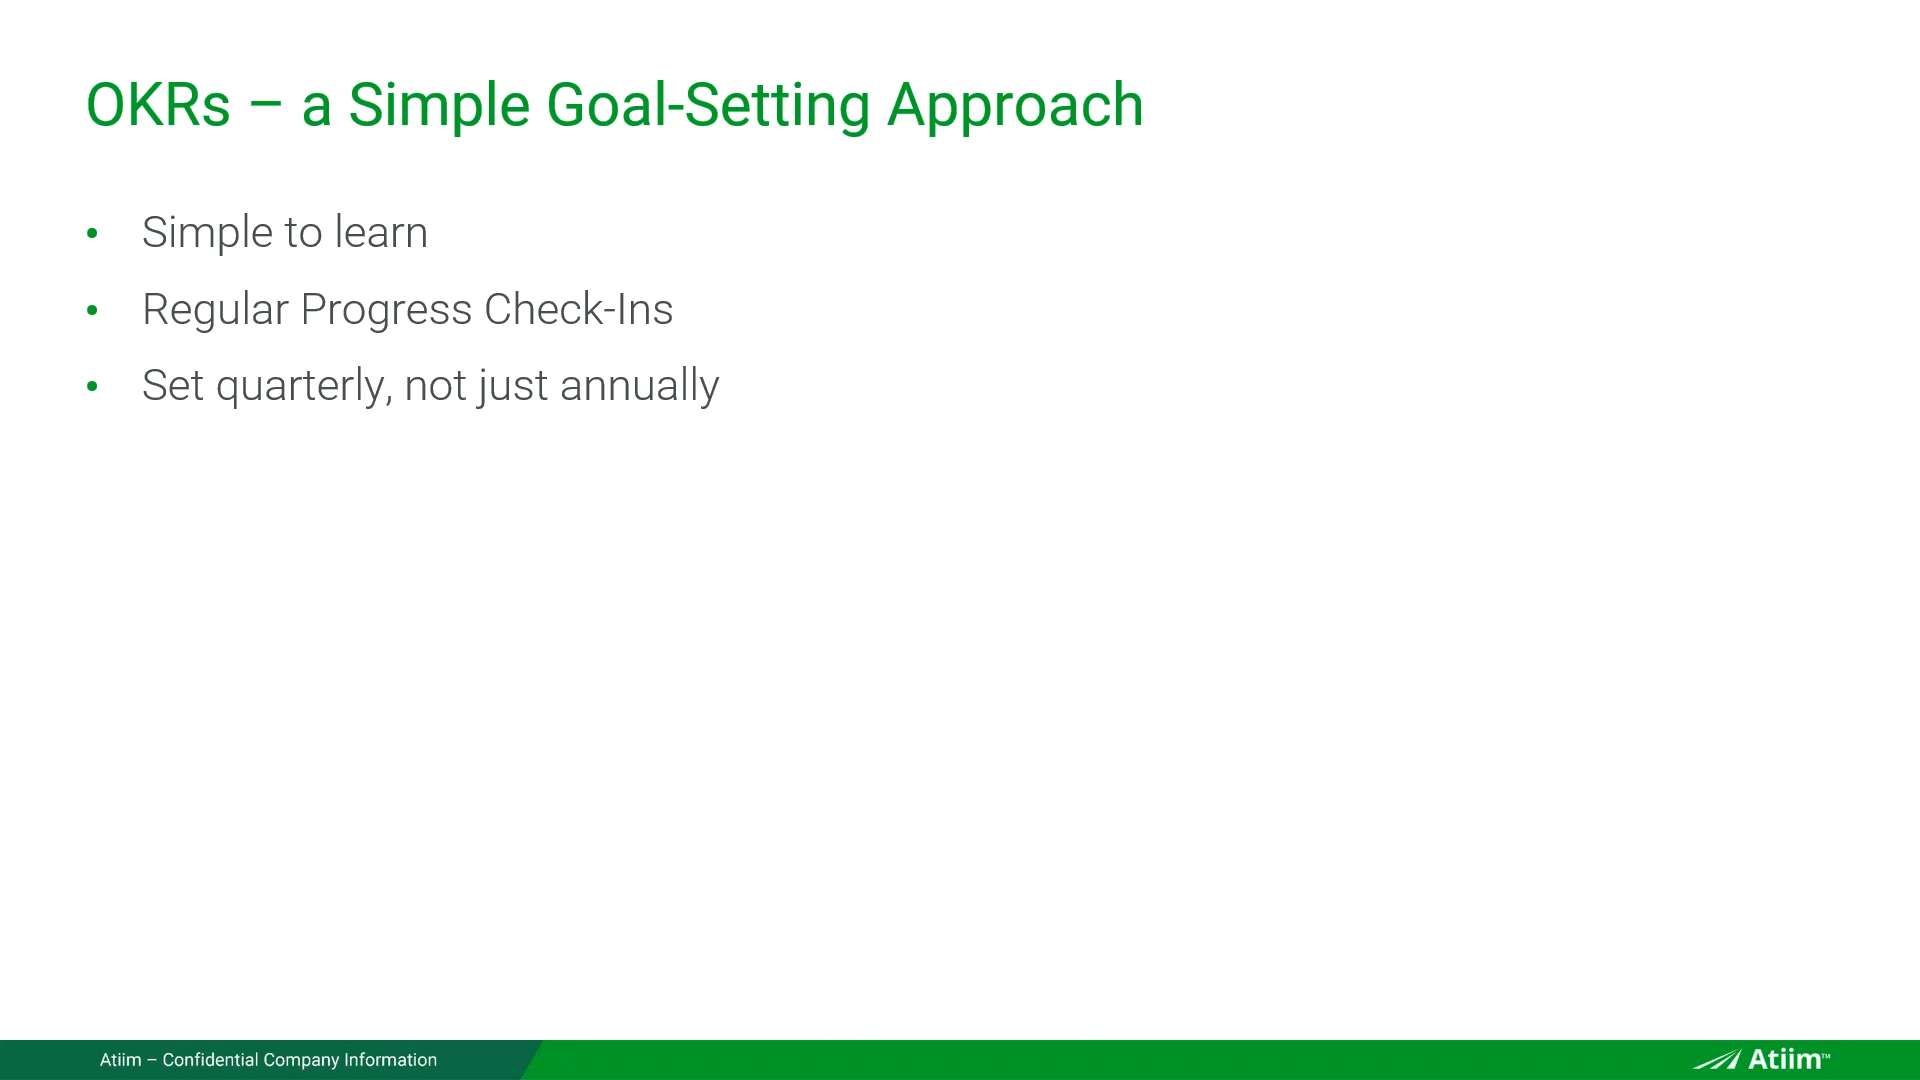 OKRs – a Simple Goal-Setting Approach
• Simple to learn
• Regular Progress Check-Ins
• Set quarterly, not just annually
Atiim – Confidential Company Information
Atiim™